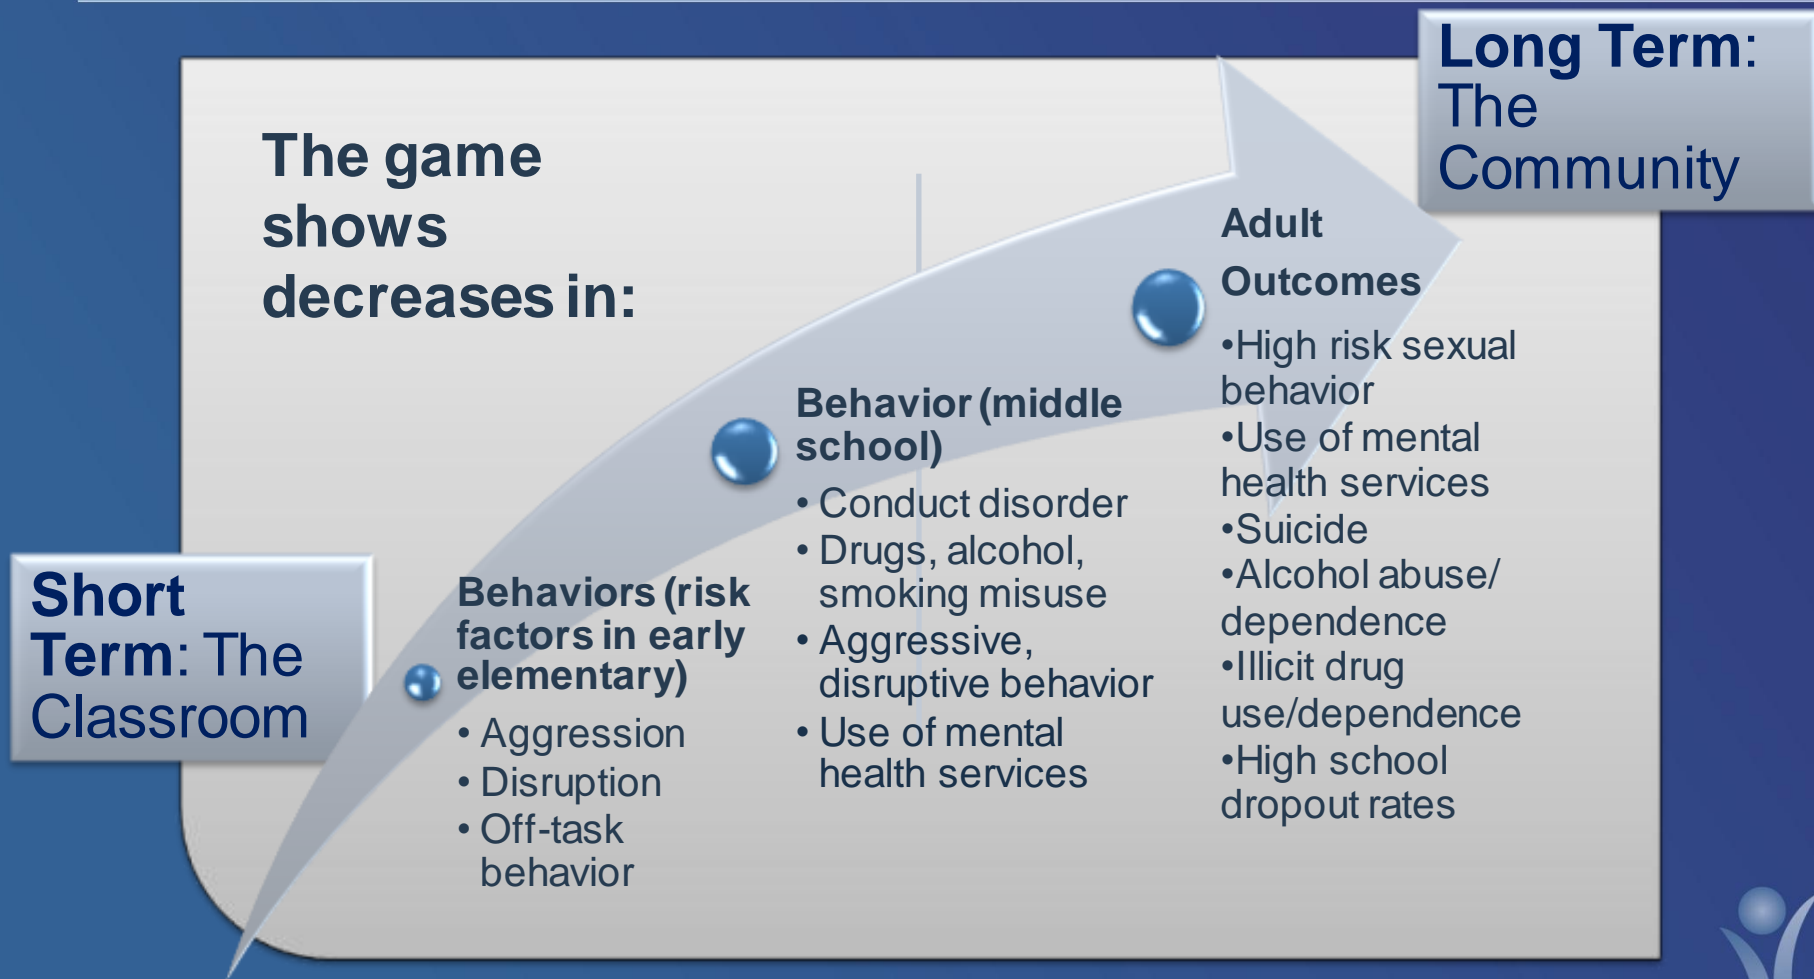 The game
shows
decreases in:
Long Term:
The
Community
Short
Term: The
Classroom
Behaviors (risk
factors in early
elementary)
• Aggression
• Disruption
• Off-task
behavior
Behavior (middle
school)
• Conduct disorder
• Drugs, alcohol,
smoking misuse
• Aggressive,
disruptive behavior
• Use of mental
health services
Adult
Outcomes
•High risk sexual
behavior
•Use of mental
health services
•Suicide
•Alcohol abuse/
dependence
•Illicit drug
use/dependence
•High school
dropout rates